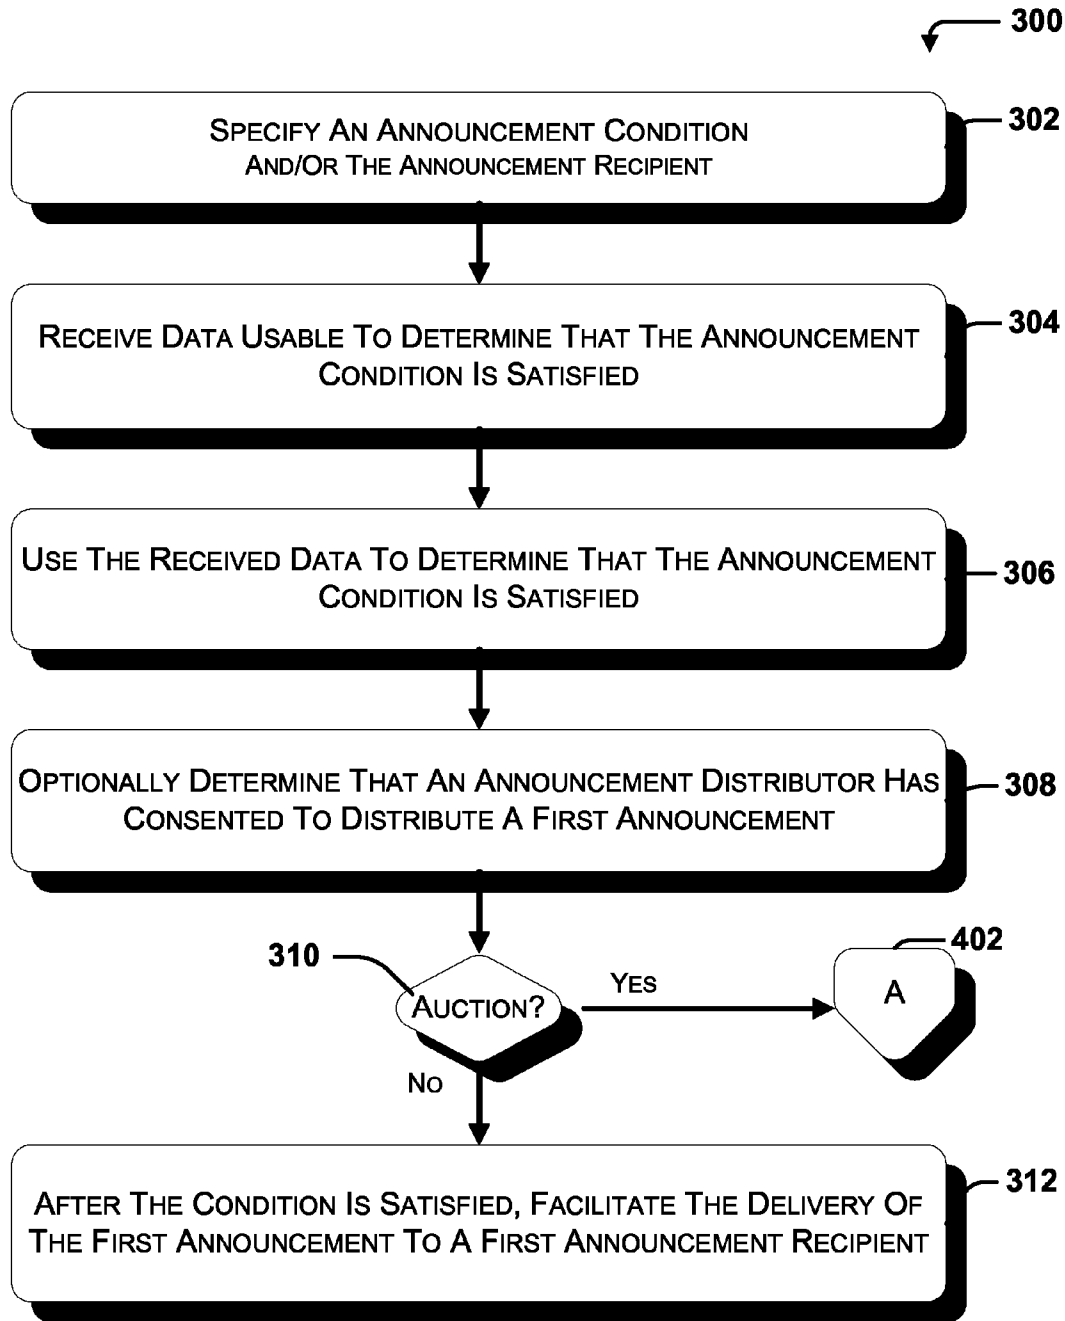 300
SPECIFY AN ANNOUNCEMENT CONDITION
AND/OR THE ANNOUNCEMENT RECIPIENT
302
RECEIVE DATA USABLE TO DETERMINE THAT THE ANNOUNCEMENT
CONDITION IS SATISFIED
304
USE THE RECEIVED DATA TO DETERMINE THAT THE ANNOUNCEMENT
CONDITION IS SATISFIED
306
OPTIONALLY DETERMINE THAT AN ANNOUNCEMENT DISTRIBUTOR HAS
CONSENTED TO DISTRIBUTE A FIRST ANNOUNCEMENT
308
310
AUCTION?
YES
402
A
NO
AFTER THE CONDITION IS SATISFIED, FACILITATE THE DELIVERY OF
THE FIRST ANNOUNCEMENT TO A FIRST ANNOUNCEMENT RECIPIENT
312